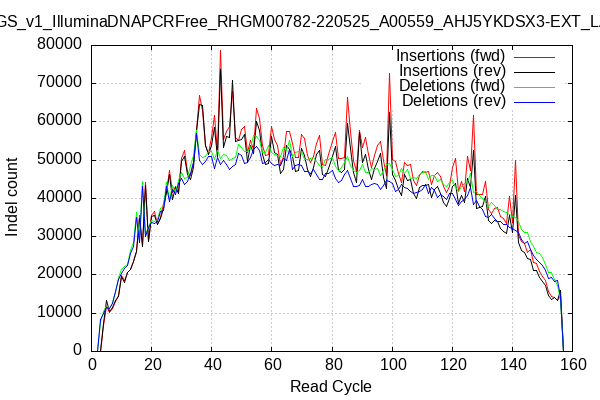 GS_v1_IlluminaDNAPCRFree_RHGM00782-220525_A00559_AHJ5YKDSX3-EXT_L
Insertions (fwd)
Insertions (rev)
Deletions (fwd)
Deletions (rev)
80000
70000
60000
50000
40000
30000
20000
10000
0
Indel count
0 20 40 60 80 100 120 140 160
Read Cycle